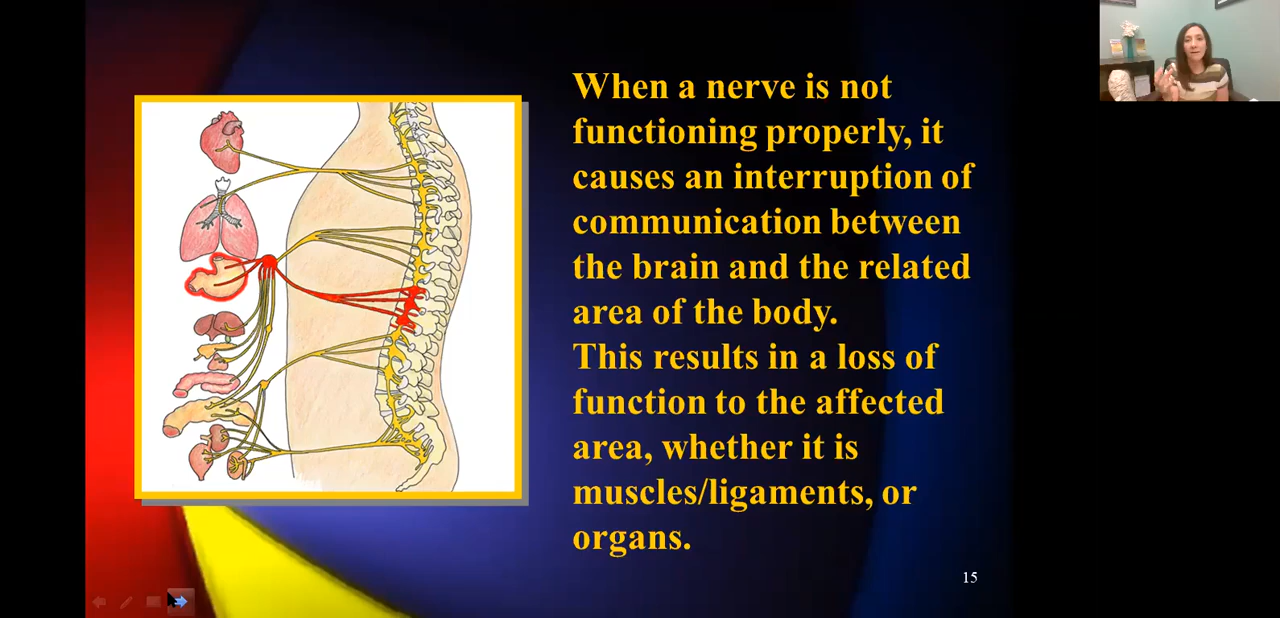 When a nerve is not
functioning properly, it
causes an interruption of
communication between
the brain and the related
area of the body.
This results in a loss of
function to the affected
area, whether it is
muscles/ligaments, or
organs.
15